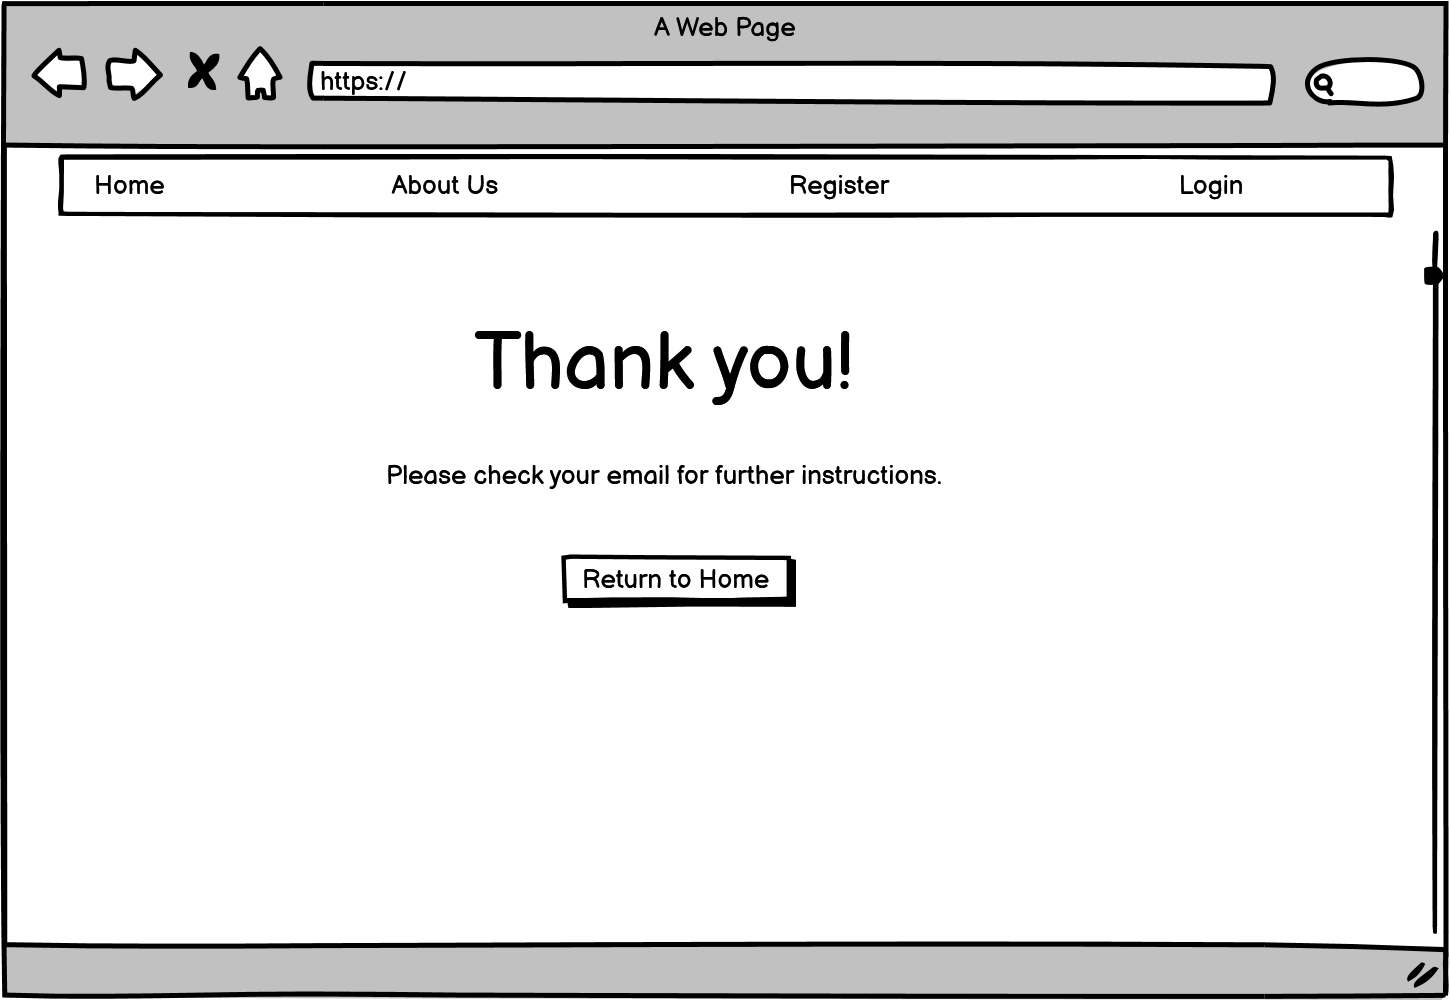 A Web Page
https://
Home About Us Register Login
Thank you!
Please check your email for further instructions.
Return to Home